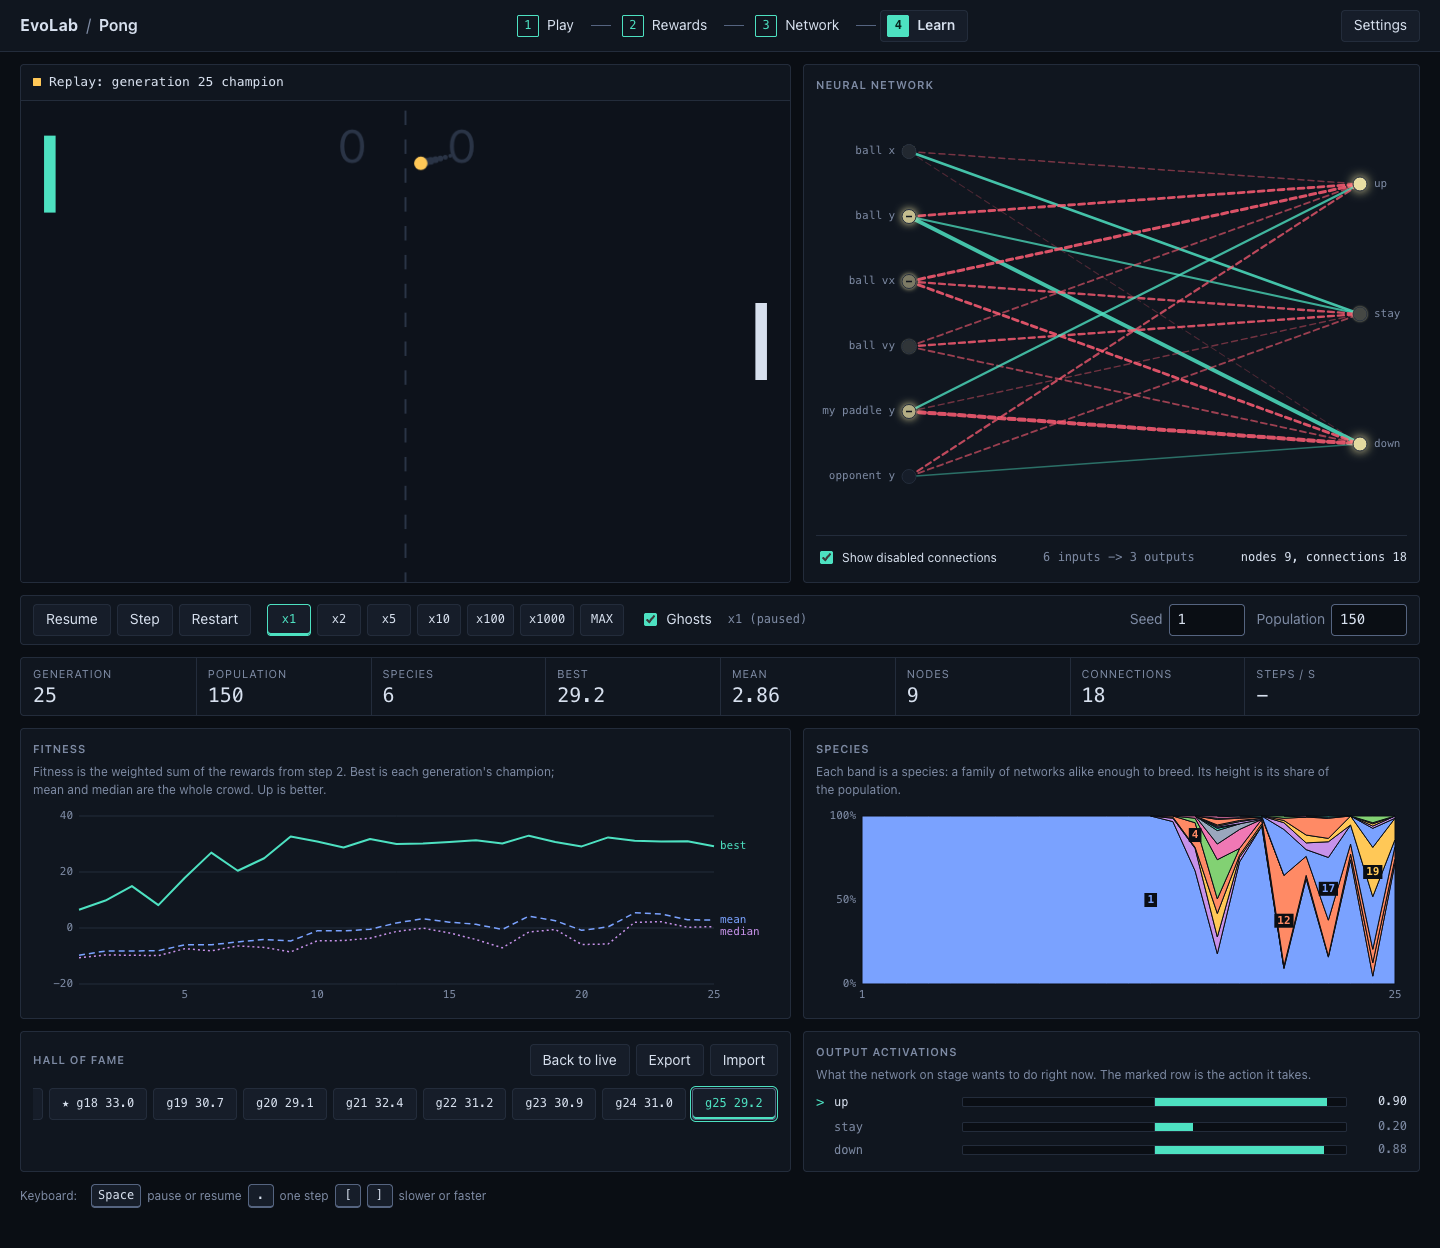 EvoLab / Pong
1 Play
2 Rewards
3 Network
4 Learn
Settings
Replay: generation 25 champion
0 0
NEURAL NETWORK
ball x
ball y
ball vx
ball vy
my paddle y
opponent y
up
stay
down
Show disabled connections
6 inputs -> 3 outputs
nodes 9, connections 18
Resume Step Restart x1 x2 x5 x10 x100 x1000 MAX Ghosts x1 (paused) Seed 1 Population 150
GENERATION
25
POPULATION
150
SPECIES
6
BEST
29.2
MEAN
2.86
NODES
9
CONNECTIONS
18
STEPS / S
–
FITNESS
Fitness is the weighted sum of the rewards from step 2. Best is each generation's champion;
mean and median are the whole crowd. Up is better.
40
20
0
−20
5 10 15 20 25
best
mean
median
SPECIES
Each band is a species: a family of networks alike enough to breed. Its height is its share of
the population.
100%
50%
0%
1 25
4
1
12
17
19
HALL OF FAME
Back to live Export Import
★ g18 33.0 g19 30.7 g20 29.1 g21 32.4 g22 31.2 g23 30.9 g24 31.0 g25 29.2
OUTPUT ACTIVATIONS
What the network on stage wants to do right now. The marked row is the action it takes.
> up 0.90
stay 0.20
down 0.88
Keyboard: Space pause or resume . one step [ ] slower or faster